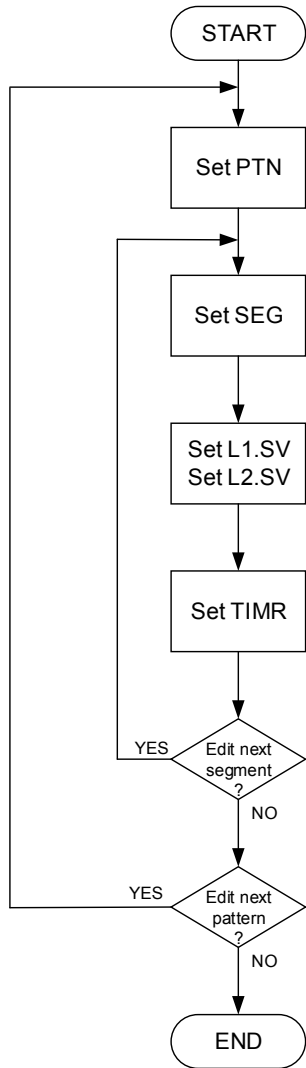 START
Set PTN
Set SEG
Set L1.SV
Set L2.SV
Set TIMR
YES
Edit next
segment
?
NO
YES
Edit next
pattern
?
NO
END